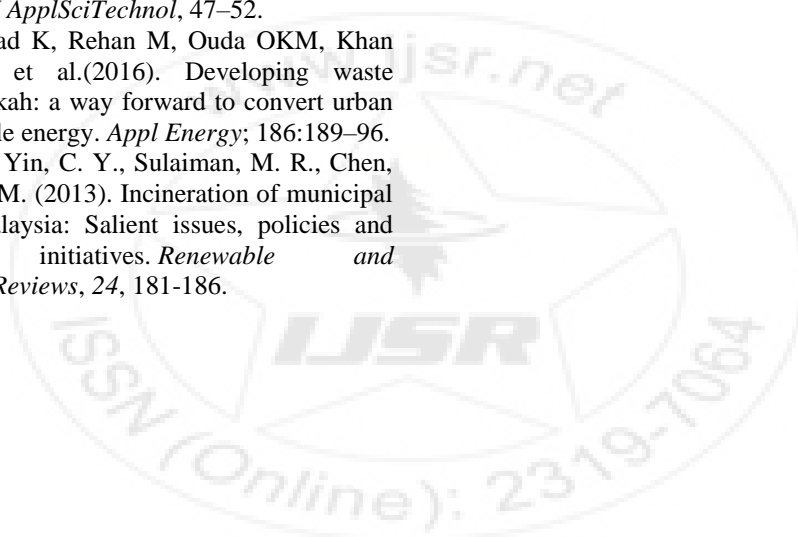 ApplSciTechnol, 47–52.
ad K, Rehan M, Ouda OKM, Khan
et al.(2016). Developing waste
kah: a way forward to convert urban
le energy. Appl Energy; 186:189–96.
Yin, C. Y., Sulaiman, M. R., Chen,
M. (2013). Incineration of municipal
alaysia: Salient issues, policies and
initiatives. Renewable and
Reviews, 24, 181-186.
www.ijsr.net
IJSR
ISSN (Online): 2319-7064